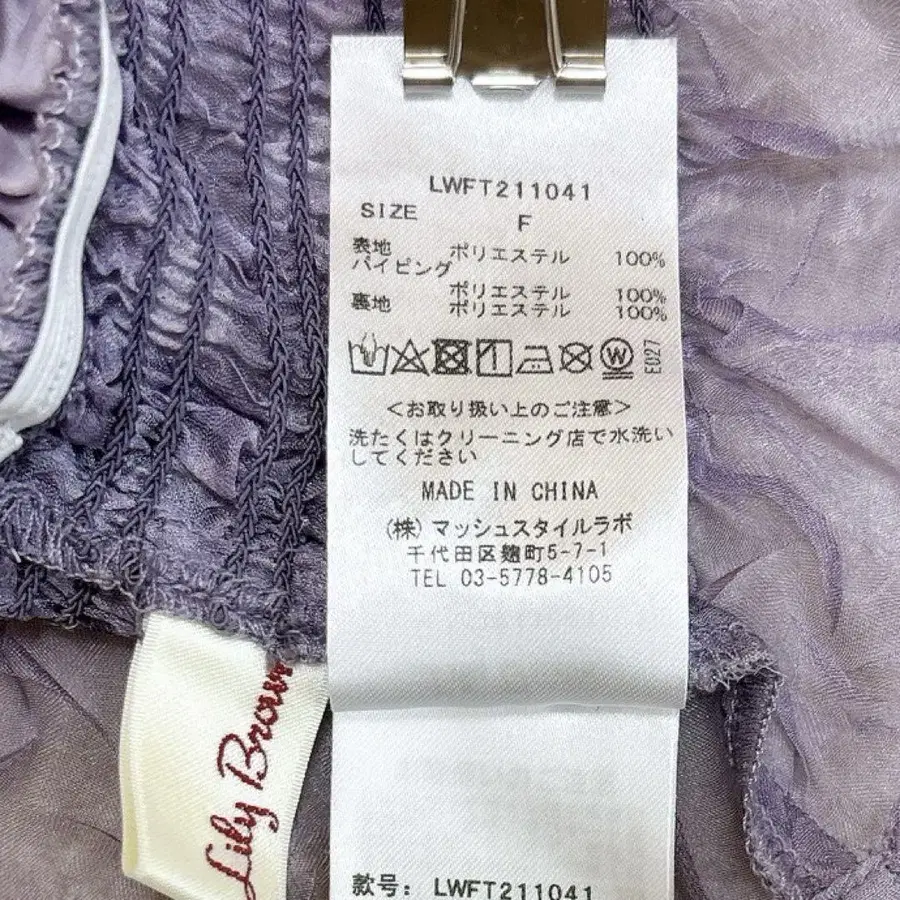 LWFT211041
SIZE F
表地 ポリエステル 100%
パイピング
ポリエステル 100%
裏地 ポリエステル 100%
W E027
＜お取り扱い上のご注意＞
洗たくはクリーニング店で水洗い
してください
MADE IN CHINA
(株)マッシュスタイルラボ
千代田区麹町5-7-1
TEL 03-5778-4105
Lily Brown
款号: LWFT211041